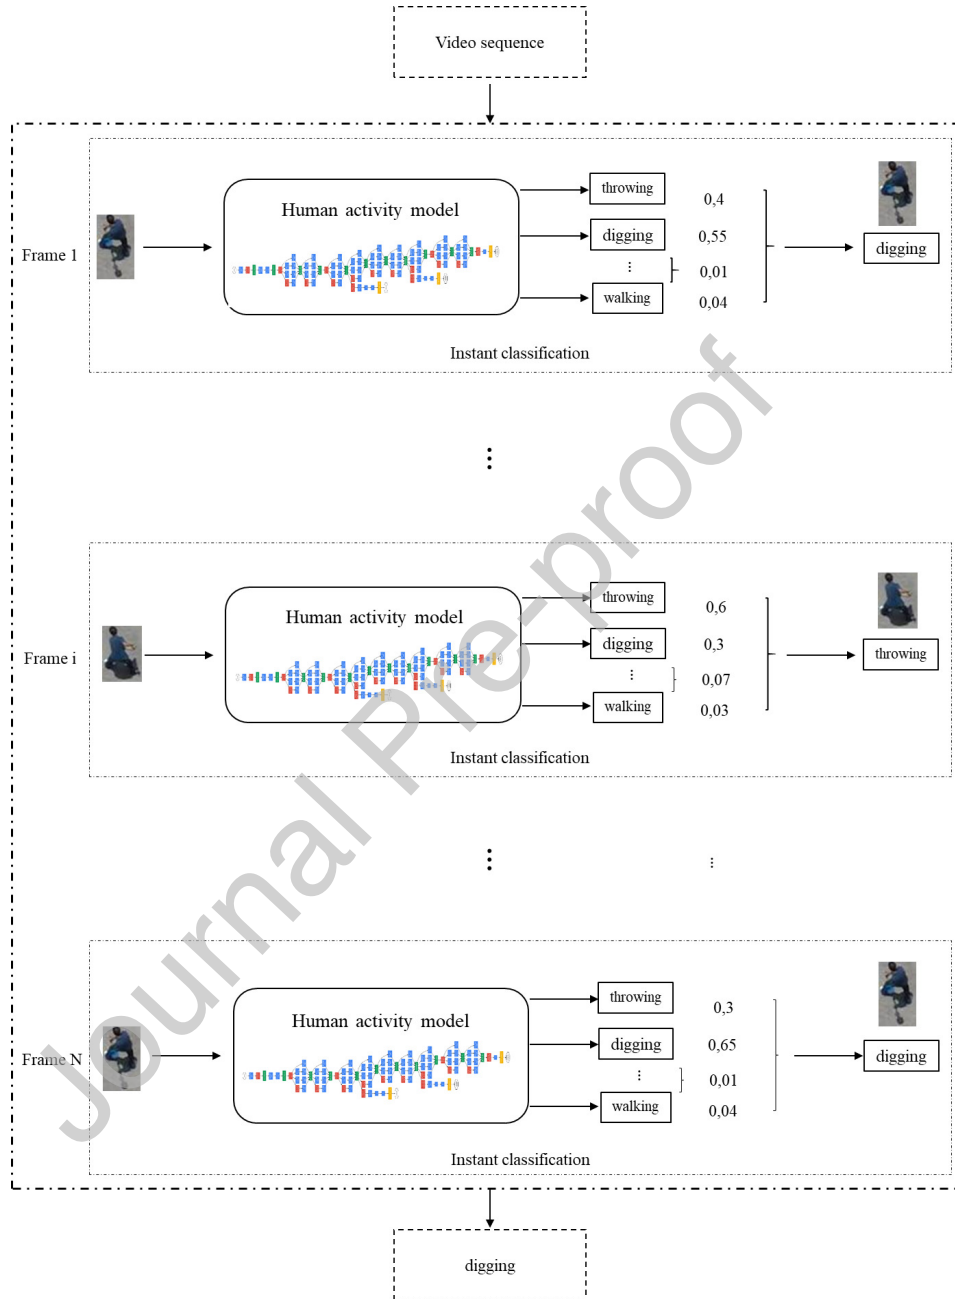 Video sequence
Frame 1
Human activity model
throwing
0,4
digging
0,55
⋮
0,01
walking
0,04
digging
Instant classification
⋮
Frame i
Human activity model
throwing
0,6
digging
0,3
⋮
0,07
walking
0,03
throwing
Instant classification
⋮
⋮
Frame N
Human activity model
throwing
0,3
digging
0,65
⋮
0,01
walking
0,04
digging
Instant classification
digging
Journal Pre-proof